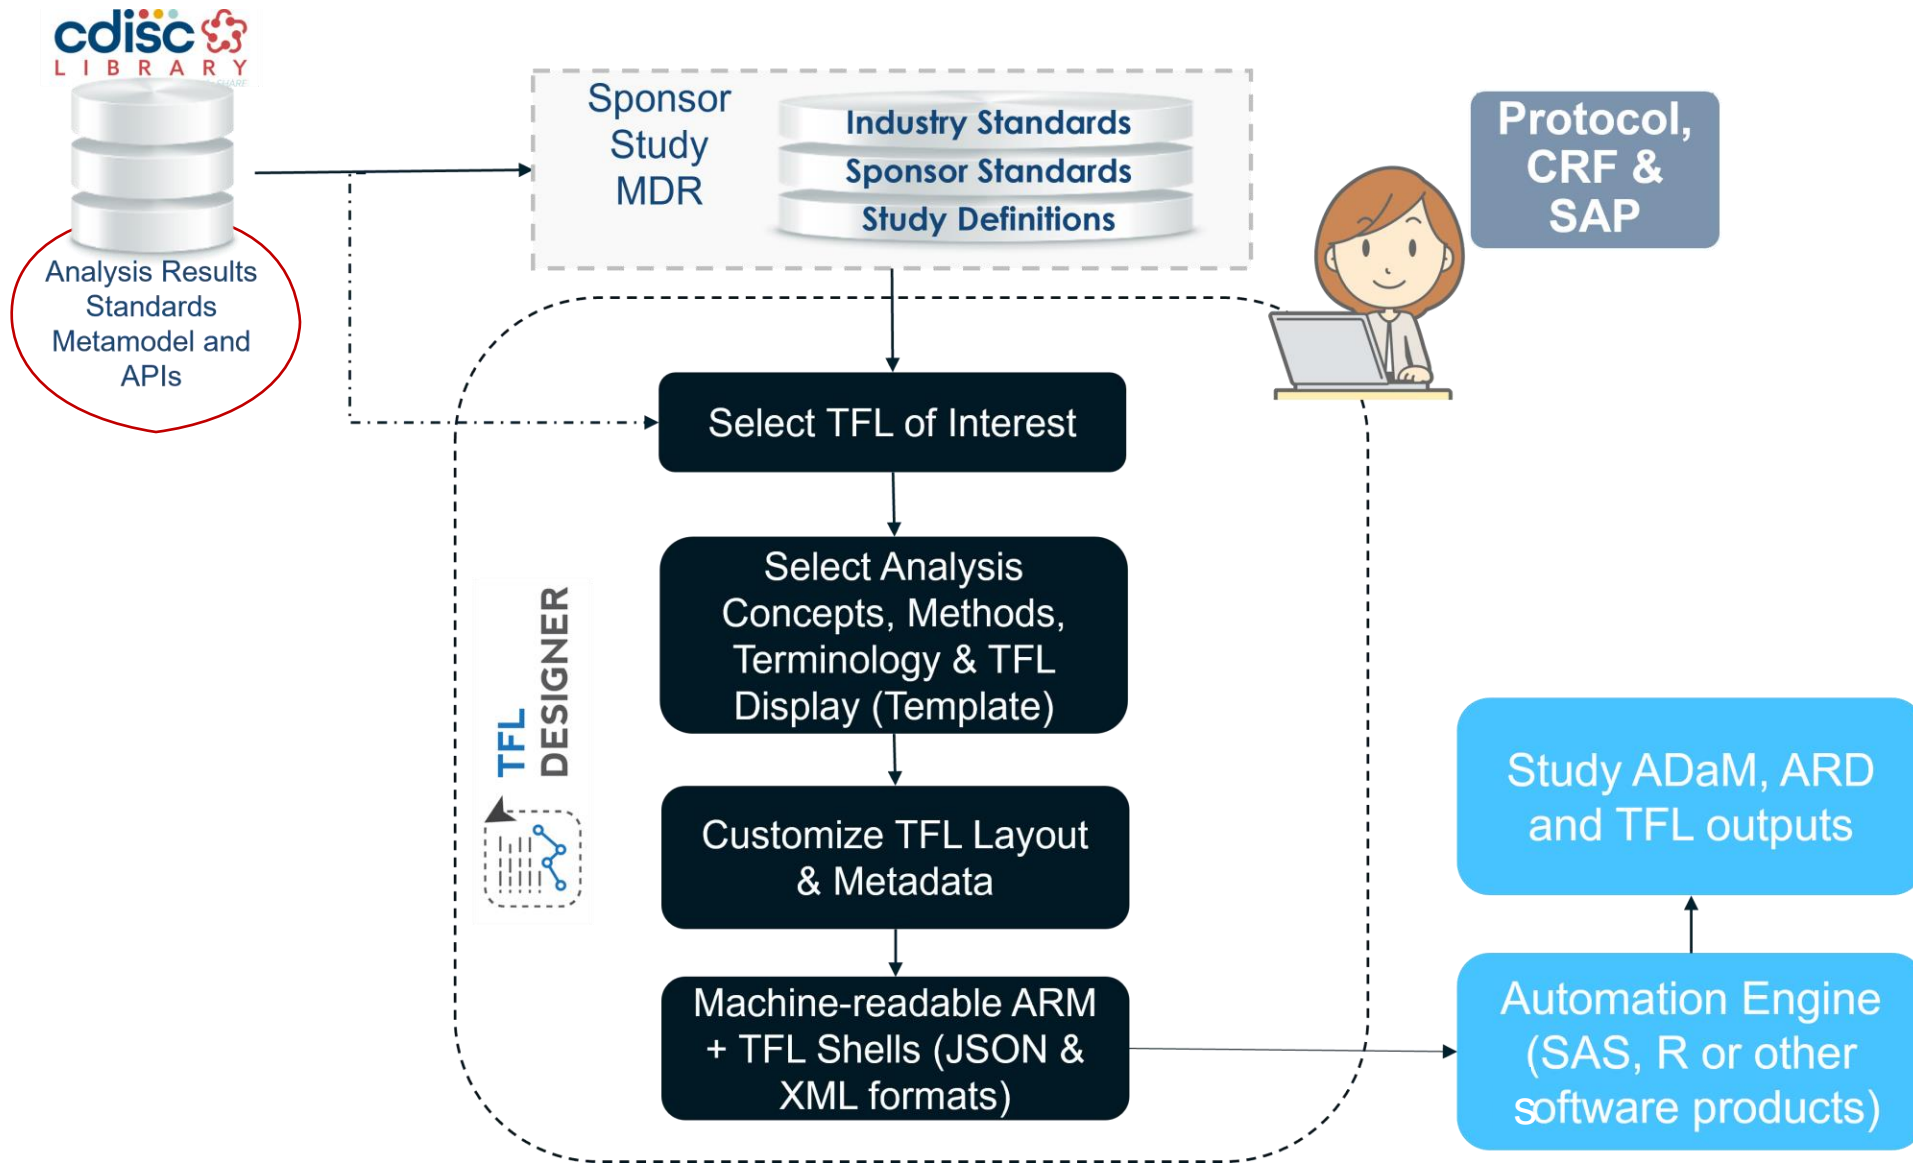 cdisc
LIBRARY
SHARE
Analysis Results
Standards
Metamodel and
APIs
Sponsor
Study
MDR
Industry Standards
Sponsor Standards
Study Definitions
Protocol,
CRF &
SAP
Select TFL of Interest
Select Analysis
Concepts, Methods,
Terminology & TFL
Display (Template)
Customize TFL Layout
& Metadata
Machine-readable ARM
+ TFL Shells (JSON &
XML formats)
TFL
DESIGNER
Study ADaM, ARD
and TFL outputs
Automation Engine
(SAS, R or other
software products)